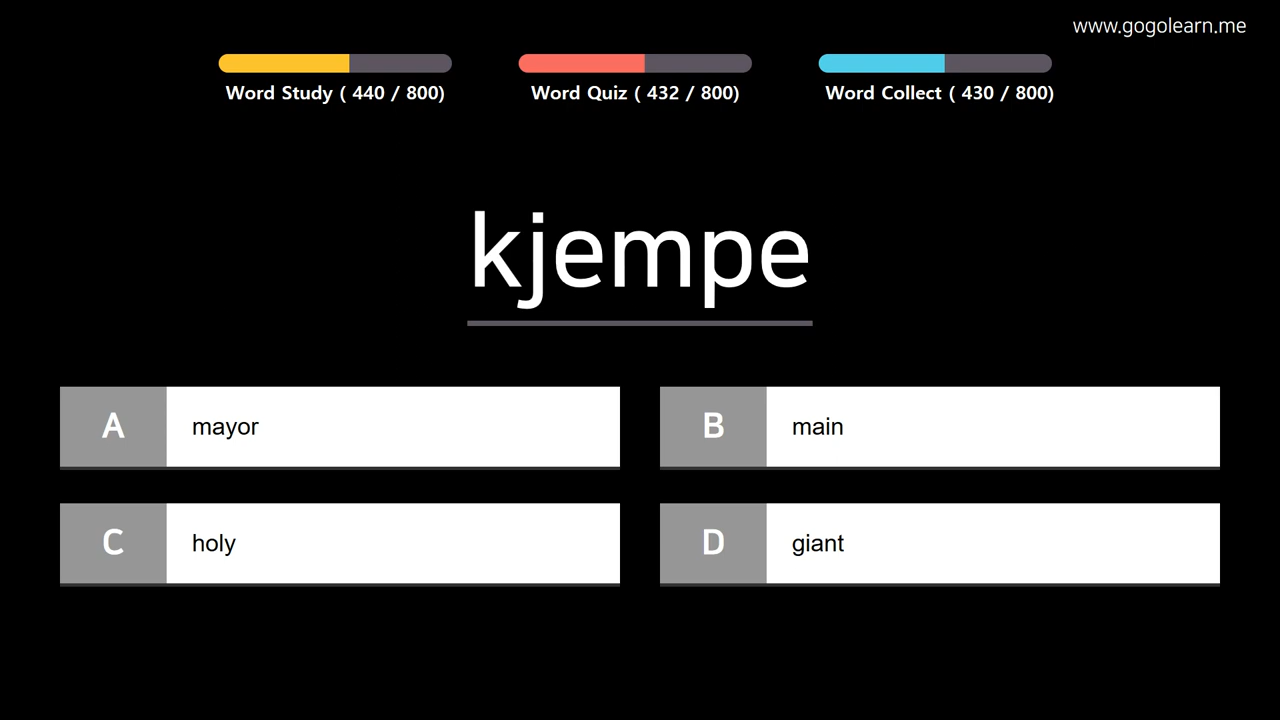 www.gogolearn.me
Word Study ( 440 / 800)
Word Quiz ( 432 / 800)
Word Collect ( 430 / 800)
kjempe
A mayor
B main
C holy
D giant